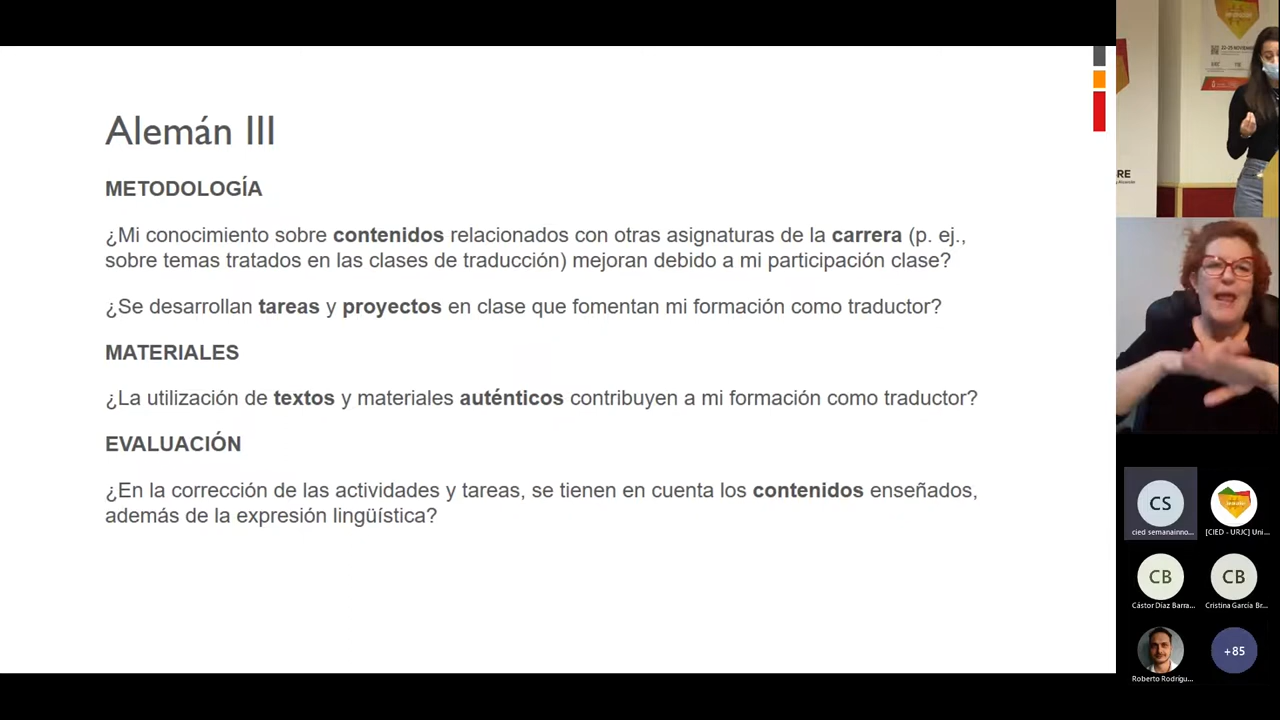 Alemán III
METODOLOGÍA
¿Mi conocimiento sobre contenidos relacionados con otras asignaturas de la carrera (p. ej.,
sobre temas tratados en las clases de traducción) mejoran debido a mi participación clase?
¿Se desarrollan tareas y proyectos en clase que fomentan mi formación como traductor?
MATERIALES
¿La utilización de textos y materiales auténticos contribuyen a mi formación como traductor?
EVALUACIÓN
¿En la corrección de las actividades y tareas, se tienen en cuenta los contenidos enseñados,
además de la expresión lingüística?
CS
cied semanainno...
[CIED - URJC] Uni...
CB
Cástor Díaz Barra...
CB
Cristina García Br...
Roberto Rodrígu...
+85